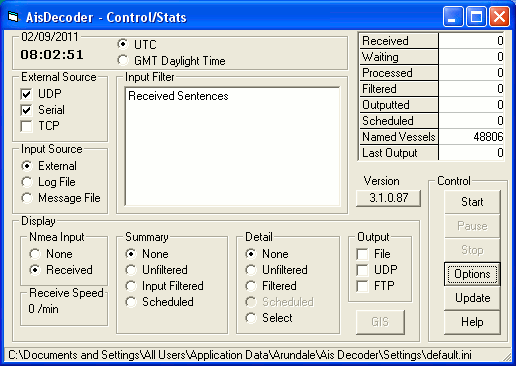 AisDecoder - Control/Stats
02/09/2011
08:02:51
UTC
GMT Daylight Time
Received 0
Waiting 0
Processed 0
Filtered 0
Outputted 0
Scheduled 0
Named Vessels 48806
Last Output 0
External Source
UDP
Serial
TCP
Input Filter
Received Sentences
Input Source
External
Log File
Message File
Version
3.1.0.87
Control
Start
Pause
Stop
Options
Update
Help
Display
Nmea Input
None
Received
Receive Speed
0 /min
Summary
None
Unfiltered
Input Filtered
Scheduled
Detail
None
Unfiltered
Filtered
Scheduled
Select
Output
File
UDP
FTP
GIS
C:\Documents and Settings\All Users\Application Data\Arundale\Ais Decoder\Settings\default.ini